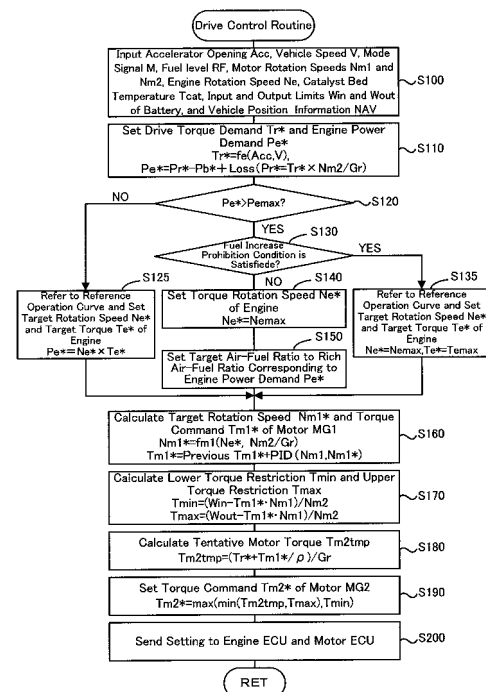 Drive Control Routine
Input Accelerator Opening Acc, Vehicle Speed V, Mode
Signal M, Fuel level RF, Motor Rotation Speeds Nm1 and
Nm2, Engine Rotation Speed Ne, Catalyst Bed
Temperature Tcat, Input and Output Limits Win and Wout
of Battery, and Vehicle Position Information NAV
S100
Set Drive Torque Demand Tr* and Engine Power
Demand Pe*
Tr*=fe(Acc,V),
Pe*=Pr*-Pb*+Loss(Pr*=Tr*×Nm2/Gr)
S110
Pe*>Pemax?
S120
NO
YES
S130
Fuel Increase
Prohibition Condition is
Satisfiede?
YES
NO
S125
Refer to Reference
Operation Curve and Set
Target Rotation Speed Ne*
and Target Torque Te* of
Engine
Pe*=Ne*×Te*
S140
Set Torque Rotation Speed Ne*
of Engine
Ne*=Nemax
S150
Set Target Air-Fuel Ratio to Rich
Air-Fuel Ratio Corresponding to
Engine Power Demand Pe*
S135
Refer to Reference
Operation Curve and Set
Target Rotation Speed Ne*
and Target Torque Te* of
Engine
Ne*=Nemax,Te*=Temax
Calculate Target Rotation Speed Nm1* and Torque
Command Tm1* of Motor MG1
Nm1*=fm1(Ne*, Nm2/Gr)
Tm1*=Previous Tm1*+PID(Nm1,Nm1*)
S160
Calculate Lower Torque Restriction Tmin and Upper
Torque Restriction Tmax
Tmin=(Win-Tm1*·Nm1)/Nm2
Tmax=(Wout-Tm1*·Nm1)/Nm2
S170
Calculate Tentative Motor Torque Tm2tmp
Tm2tmp=(Tr*+Tm1*/ρ)/Gr
S180
Set Torque Command Tm2* of Motor MG2
Tm2*=max(min(Tm2tmp,Tmax),Tmin)
S190
Send Setting to Engine ECU and Motor ECU
S200
RET